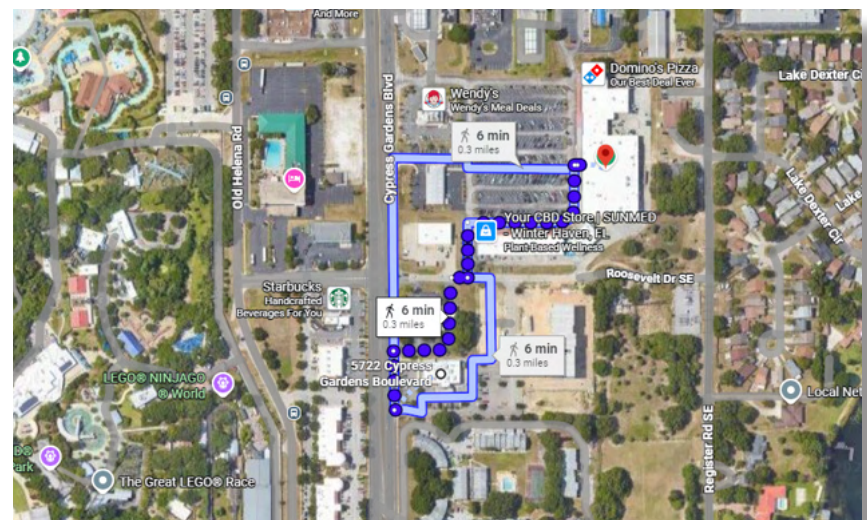 And More
Domino's Pizza
Our Best Deal Ever
Lake Dexter Ci
Wendy's
Wendy's Meal Deals
6 min
0.3 miles
Old Helena Rd
Cypress Gardens Blvd
Lake Dexter Cir
Lake
Your CBD Store | SUNMED
- Winter Haven, FL
Plant-Based Wellness
Roosevelt Dr SE
Starbucks
Handcrafted
Beverages For You
6 min
0.3 miles
6 min
0.3 miles
5722 Cypress
Gardens Boulevard
LEGO® NINJAGO
® World
Local Net
Register Rd SE
ark
The Great LEGO® Race